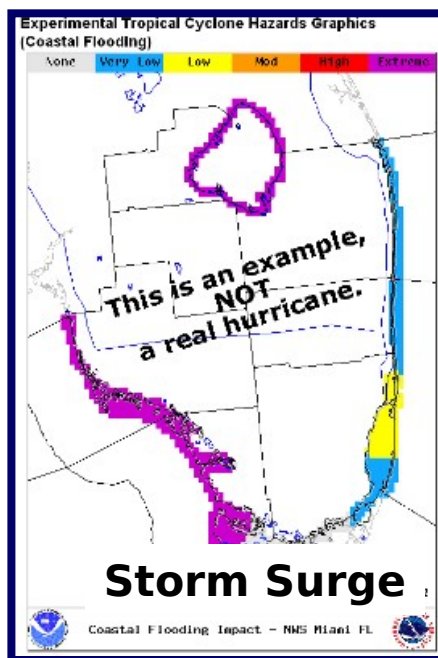 Experimental Tropical Cyclone Hazards Graphics
(Coastal Flooding)
None Very Low Low Mod High Extreme
This is an example,
NOT
a real hurricane.
Storm Surge
Coastal Flooding Impact - NWS Miami FL